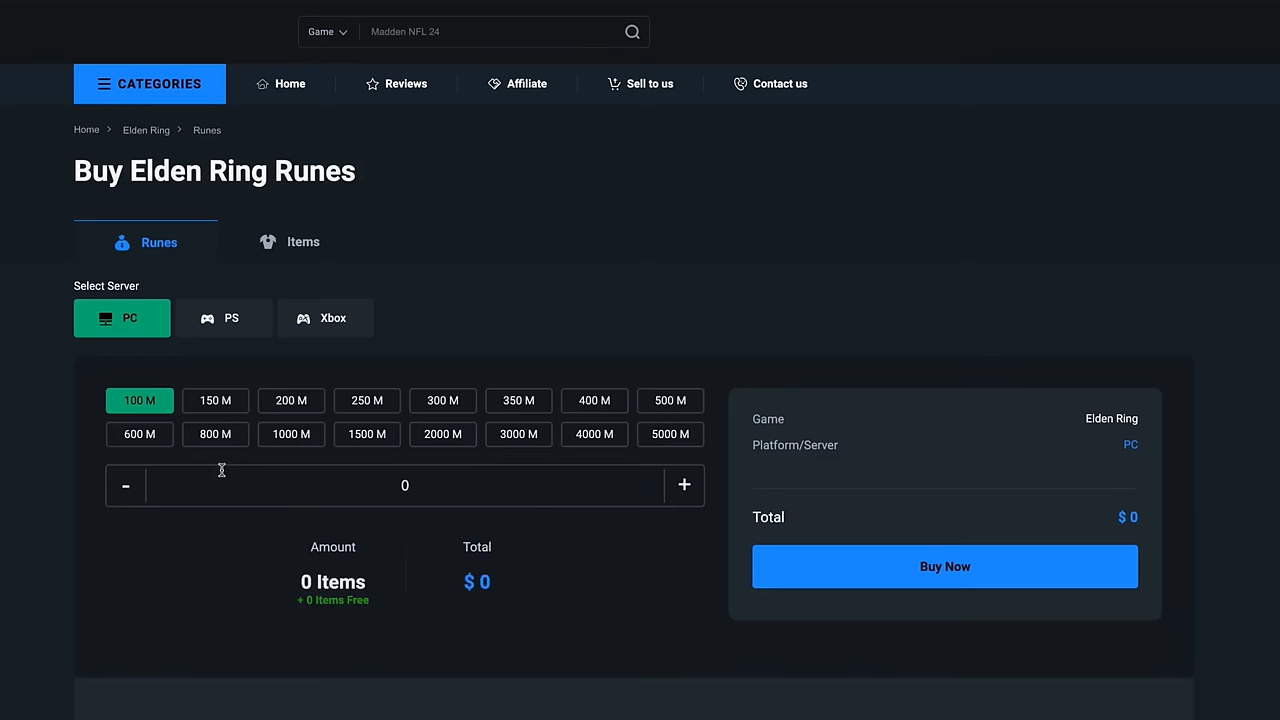 Game Madden NFL 24
CATEGORIES Home Reviews Affiliate Sell to us Contact us
Home > Elden Ring > Runes
Buy Elden Ring Runes
Runes Items
Select Server
PC PS Xbox
100 M 150 M 200 M 250 M 300 M 350 M 400 M 500 M
600 M 800 M 1000 M 1500 M 2000 M 3000 M 4000 M 5000 M
- 0 +
Amount Total
0 Items $ 0
+ 0 Items Free
Game Elden Ring
Platform/Server PC
Total $ 0
Buy Now